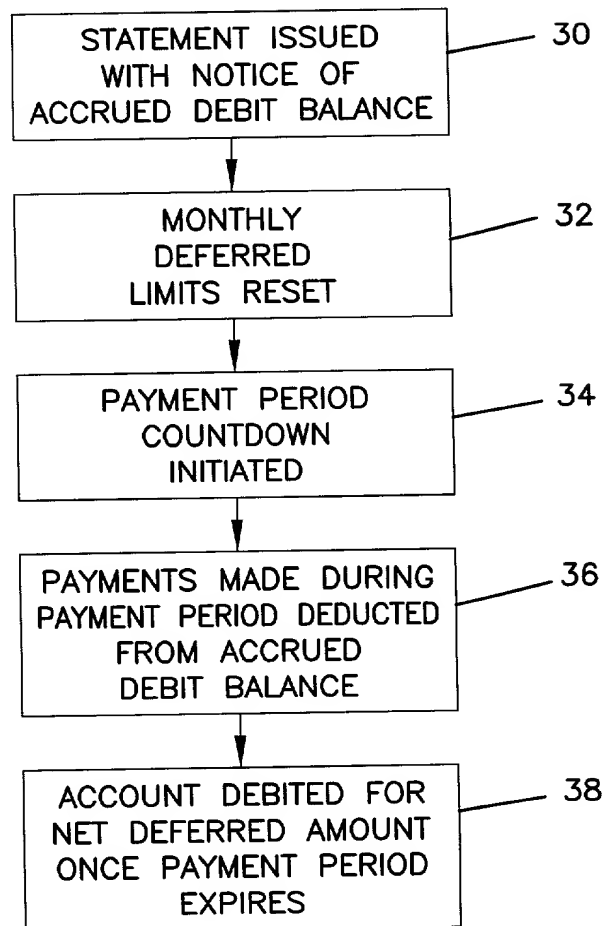 STATEMENT ISSUED
WITH NOTICE OF
ACCRUED DEBIT BALANCE
30
MONTHLY
DEFERRED
LIMITS RESET
32
PAYMENT PERIOD
COUNTDOWN
INITIATED
34
PAYMENTS MADE DURING
PAYMENT PERIOD DEDUCTED
FROM ACCRUED
DEBIT BALANCE
36
ACCOUNT DEBITED FOR
NET DEFERRED AMOUNT
ONCE PAYMENT PERIOD
EXPIRES
38